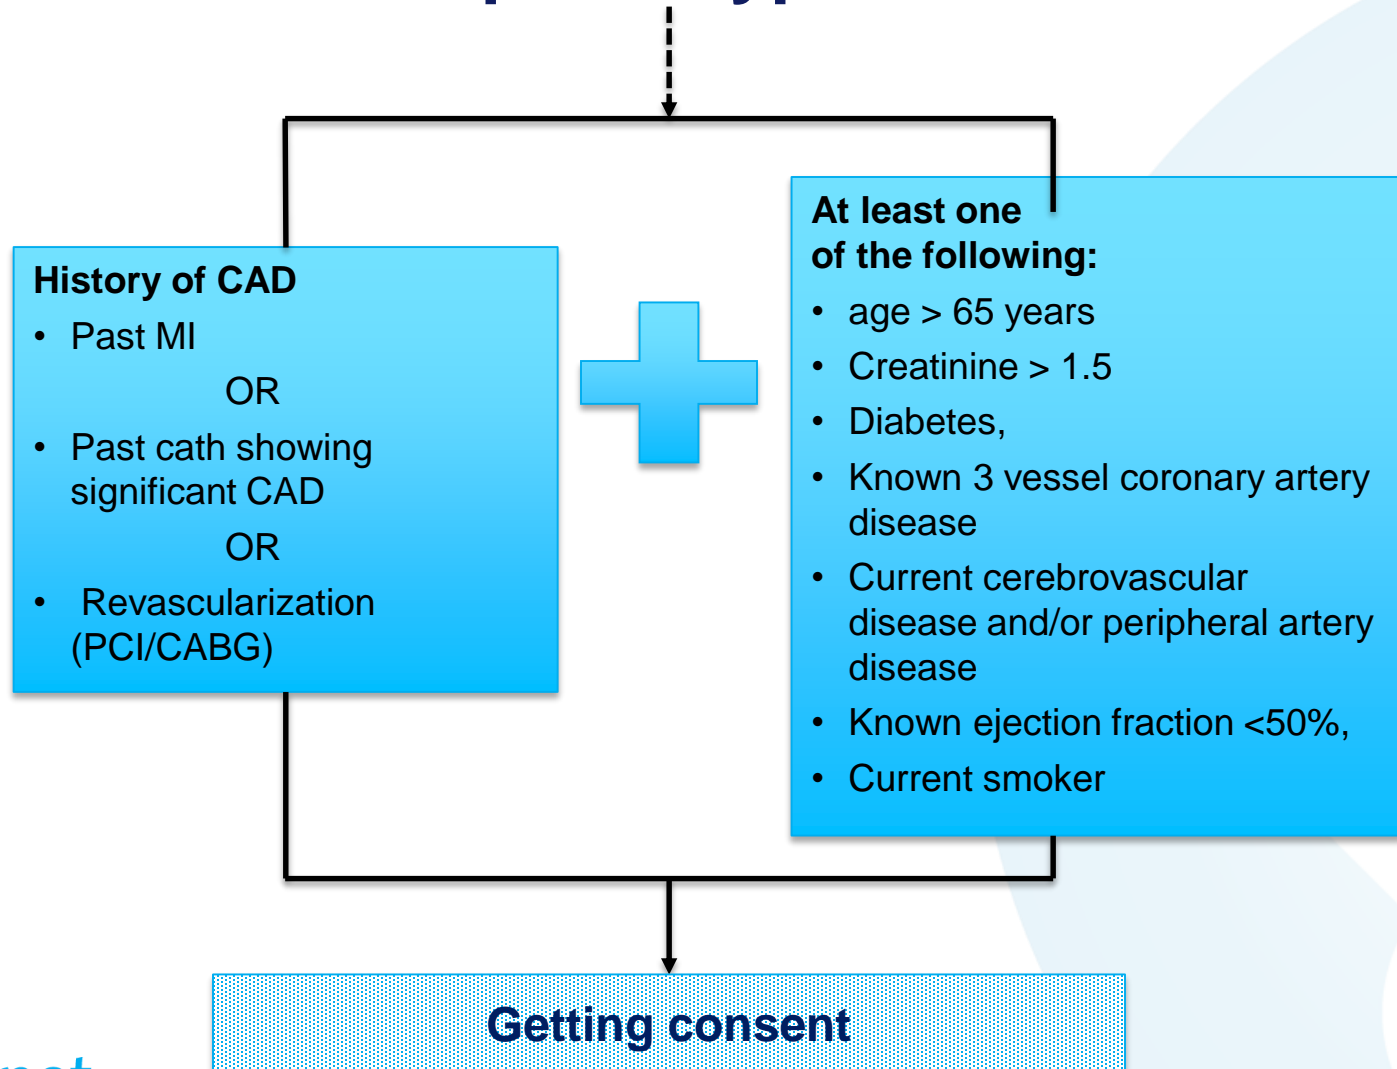 History of CAD
• Past MI
OR
• Past cath showing
significant CAD
OR
• Revascularization
(PCI/CABG)
At least one
of the following:
• age > 65 years
• Creatinine > 1.5
• Diabetes,
• Known 3 vessel coronary artery
disease
• Current cerebrovascular
disease and/or peripheral artery
disease
• Known ejection fraction <50%,
• Current smoker
Getting consent